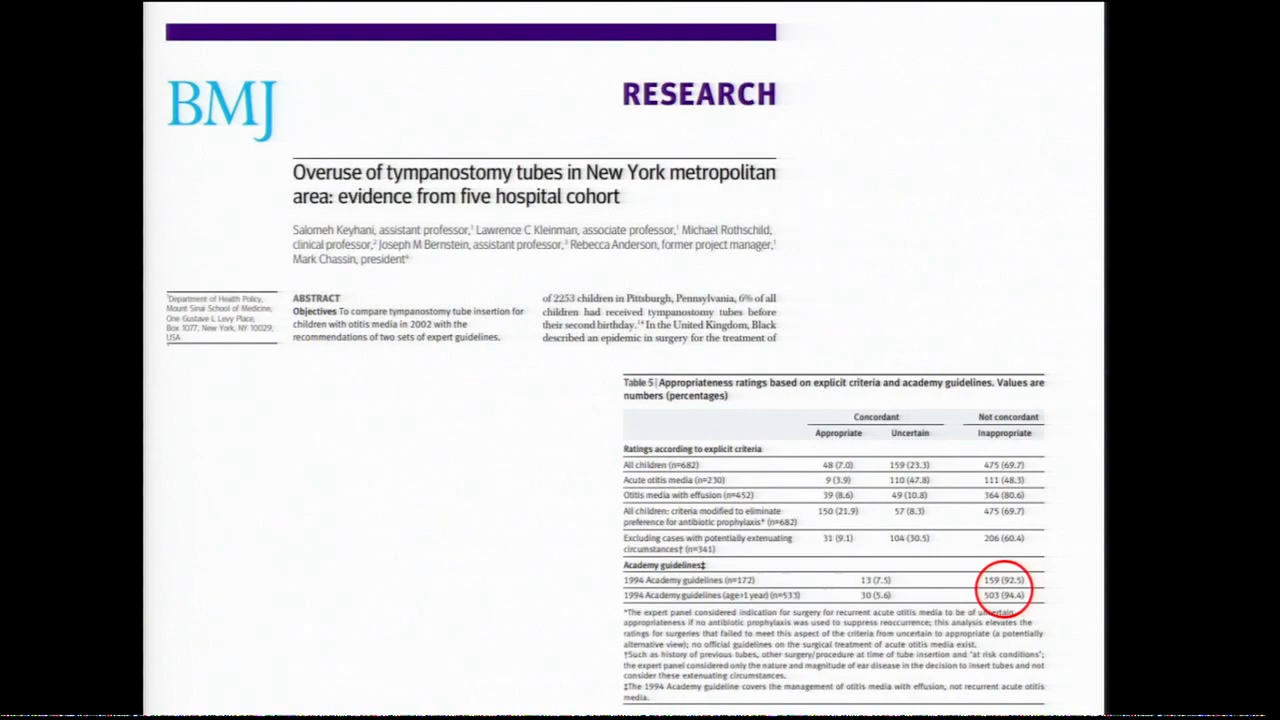 BMJ
RESEARCH
Overuse of tympanostomy tubes in New York metropolitan
area: evidence from five hospital cohort
Salomeh Keyhani, assistant professor,¹ Lawrence C Kleinman, associate professor,¹ Michael Rothschild,
clinical professor,² Joseph M Bernstein, assistant professor,³ Rebecca Anderson, former project manager,¹
Mark Chassin, president⁴
¹Department of Health Policy,
Mount Sinai School of Medicine,
One Gustave L Levy Place,
Box 1077, New York, NY 10029,
USA
ABSTRACT
Objectives To compare tympanostomy tube insertion for
children with otitis media in 2002 with the
recommendations of two sets of expert guidelines.
of 2253 children in Pittsburgh, Pennsylvania, 6% of all
children had received tympanostomy tubes before
their second birthday.¹⁴ In the United Kingdom, Black
described an epidemic in surgery for the treatment of
Table 5 | Appropriateness ratings based on explicit criteria and academy guidelines. Values are
numbers (percentages)
Concordant Not concordant
Appropriate Uncertain Inappropriate
Ratings according to explicit criteria
All children (n=682) 48 (7.0) 159 (23.3) 475 (69.7)
Acute otitis media (n=230) 9 (3.9) 110 (47.8) 111 (48.3)
Otitis media with effusion (n=452) 39 (8.6) 49 (10.8) 364 (80.6)
All children: criteria modified to eliminate
preference for antibiotic prophylaxis* (n=682) 150 (21.9) 57 (8.3) 475 (69.7)
Excluding cases with potentially extenuating
circumstances† (n=341) 31 (9.1) 104 (30.5) 206 (60.4)
Academy guidelines‡
1994 Academy guidelines (n=172) 13 (7.5) 159 (92.5)
1994 Academy guidelines (age>1 year) (n=533) 30 (5.6) 503 (94.4)
*The expert panel considered indication for surgery for recurrent acute otitis media to be of uncertain
appropriateness if no antibiotic prophylaxis was used to suppress reoccurrence; this analysis elevates the
ratings for surgeries that failed to meet this aspect of the criteria from uncertain to appropriate (a potentially
alternative view); no official guidelines on the surgical treatment of acute otitis media exist.
†Such as history of previous tubes, other surgery/procedure at time of tube insertion and "at risk conditions";
the expert panel considered only the nature and magnitude of ear disease in the decision to insert tubes and not
consider these extenuating circumstances.
‡The 1994 Academy guideline covers the management of otitis media with effusion, not recurrent acute otitis
media.